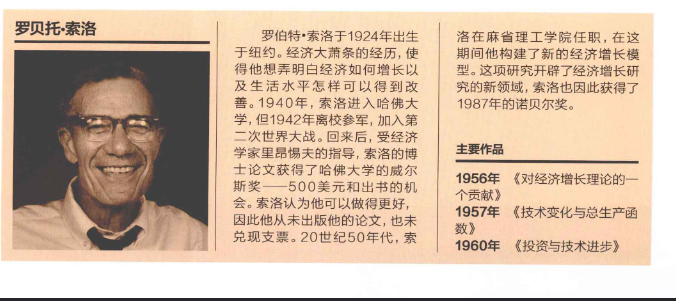 罗贝托•索洛
罗伯特•索洛于1924年出生
于纽约。经济大萧条的经历，使
得他想弄明白经济如何增长以
及生活水平怎样可以得到改
善。1940年，索洛进入哈佛大
学，但1942年离校参军，加入第
二次世界大战。回来后，受经济
学家里昂惕夫的指导，索洛的博
士论文获得了哈佛大学的威尔
斯奖——500美元和出书的机
会。索洛认为他可以做得更好，
因此他从未出版他的论文，也未
兑现支票。20世纪50年代，索
洛在麻省理工学院任职，在这
期间他构建了新的经济增长模
型。这项研究开辟了经济增长研
究的新领域，索洛也因此获得了
1987年的诺贝尔奖。
主要作品
1956年 《对经济增长理论的一
个贡献》
1957年 《技术变化与总生产函
数》
1960年 《投资与技术进步》